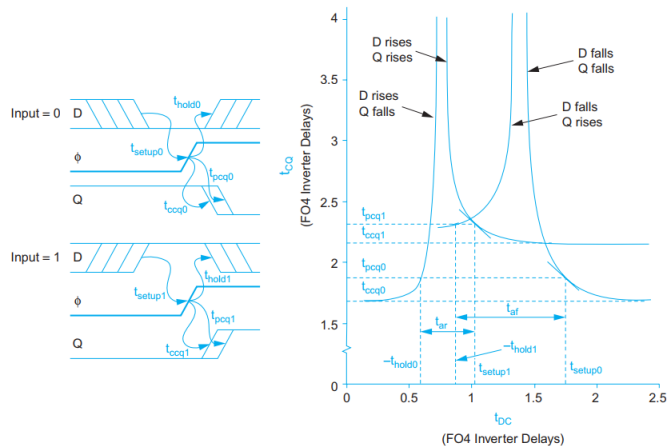 Input = 0
D
t_hold0
ϕ
t_setup0
t_pcq0
Q
t_ccq0
Input = 1
D
t_hold1
t_setup1
ϕ
t_pcq1
Q
t_ccq1
t_CQ
(FO4 Inverter Delays)
4
3.5
3
2.5
2
1.5
0
t_pcq1
t_ccq1
t_pcq0
t_ccq0
D rises
Q rises
D falls
Q falls
D rises
Q falls
D falls
Q rises
t_ar
t_af
−t_hold0
−t_hold1
t_setup1
t_setup0
0
0.5
1
1.5
2
2.5
t_DC
(FO4 Inverter Delays)